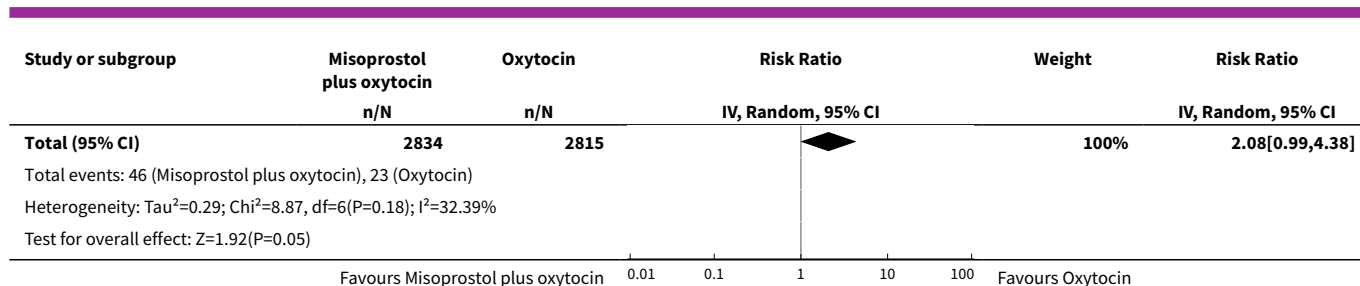 Study or subgroup Misoprostol plus oxytocin Oxytocin Risk Ratio Weight Risk Ratio
n/N n/N IV, Random, 95% CI IV, Random, 95% CI
Total (95% CI) 2834 2815 100% 2.08[0.99,4.38]
Total events: 46 (Misoprostol plus oxytocin), 23 (Oxytocin)
Heterogeneity: Tau²=0.29; Chi²=8.87, df=6(P=0.18); I²=32.39%
Test for overall effect: Z=1.92(P=0.05)
Favours Misoprostol plus oxytocin 0.01 0.1 1 10 100 Favours Oxytocin